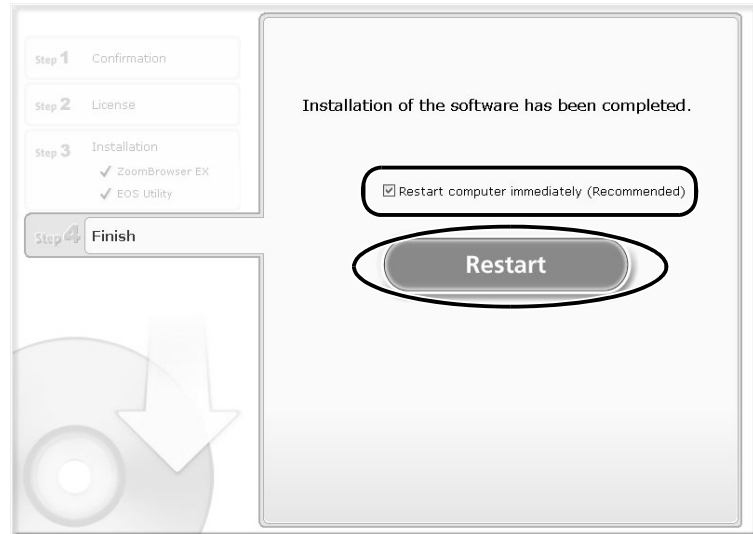 Step 1 Confirmation
Step 2 License
Step 3 Installation
ZoomBrowser EX
EOS Utility
Step 4 Finish
Installation of the software has been completed.
Restart computer immediately (Recommended)
Restart